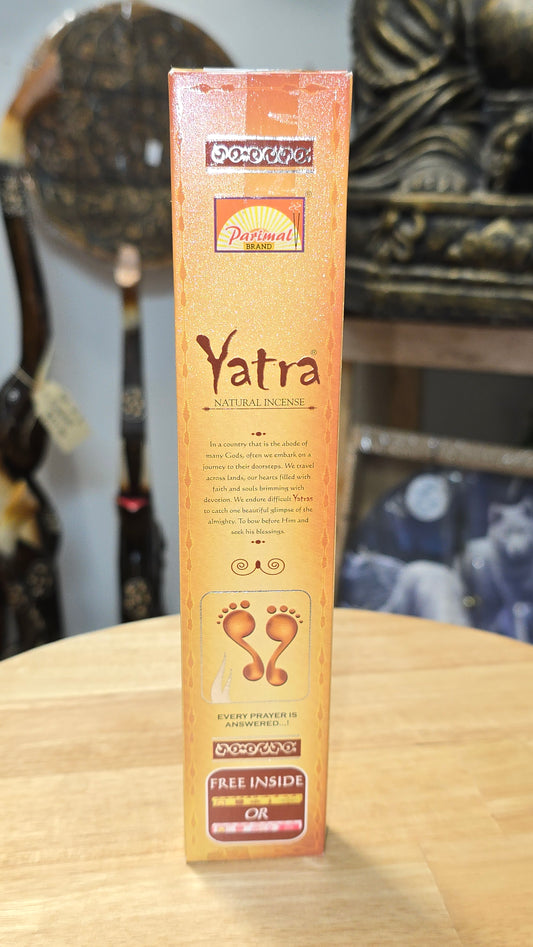 Parimal
BRAND
®
Yatra®
NATURAL INCENSE
In a country that is the abode of
many Gods, often we embark on a
journey to their doorsteps. We travel
across lands, our hearts filled with
faith and souls brimming with
devotion. We endure difficult Yatras
to catch one beautiful glimpse of the
almighty. To bow before Him and
seek his blessings.
EVERY PRAYER IS
ANSWERED...!
FREE INSIDE
OR